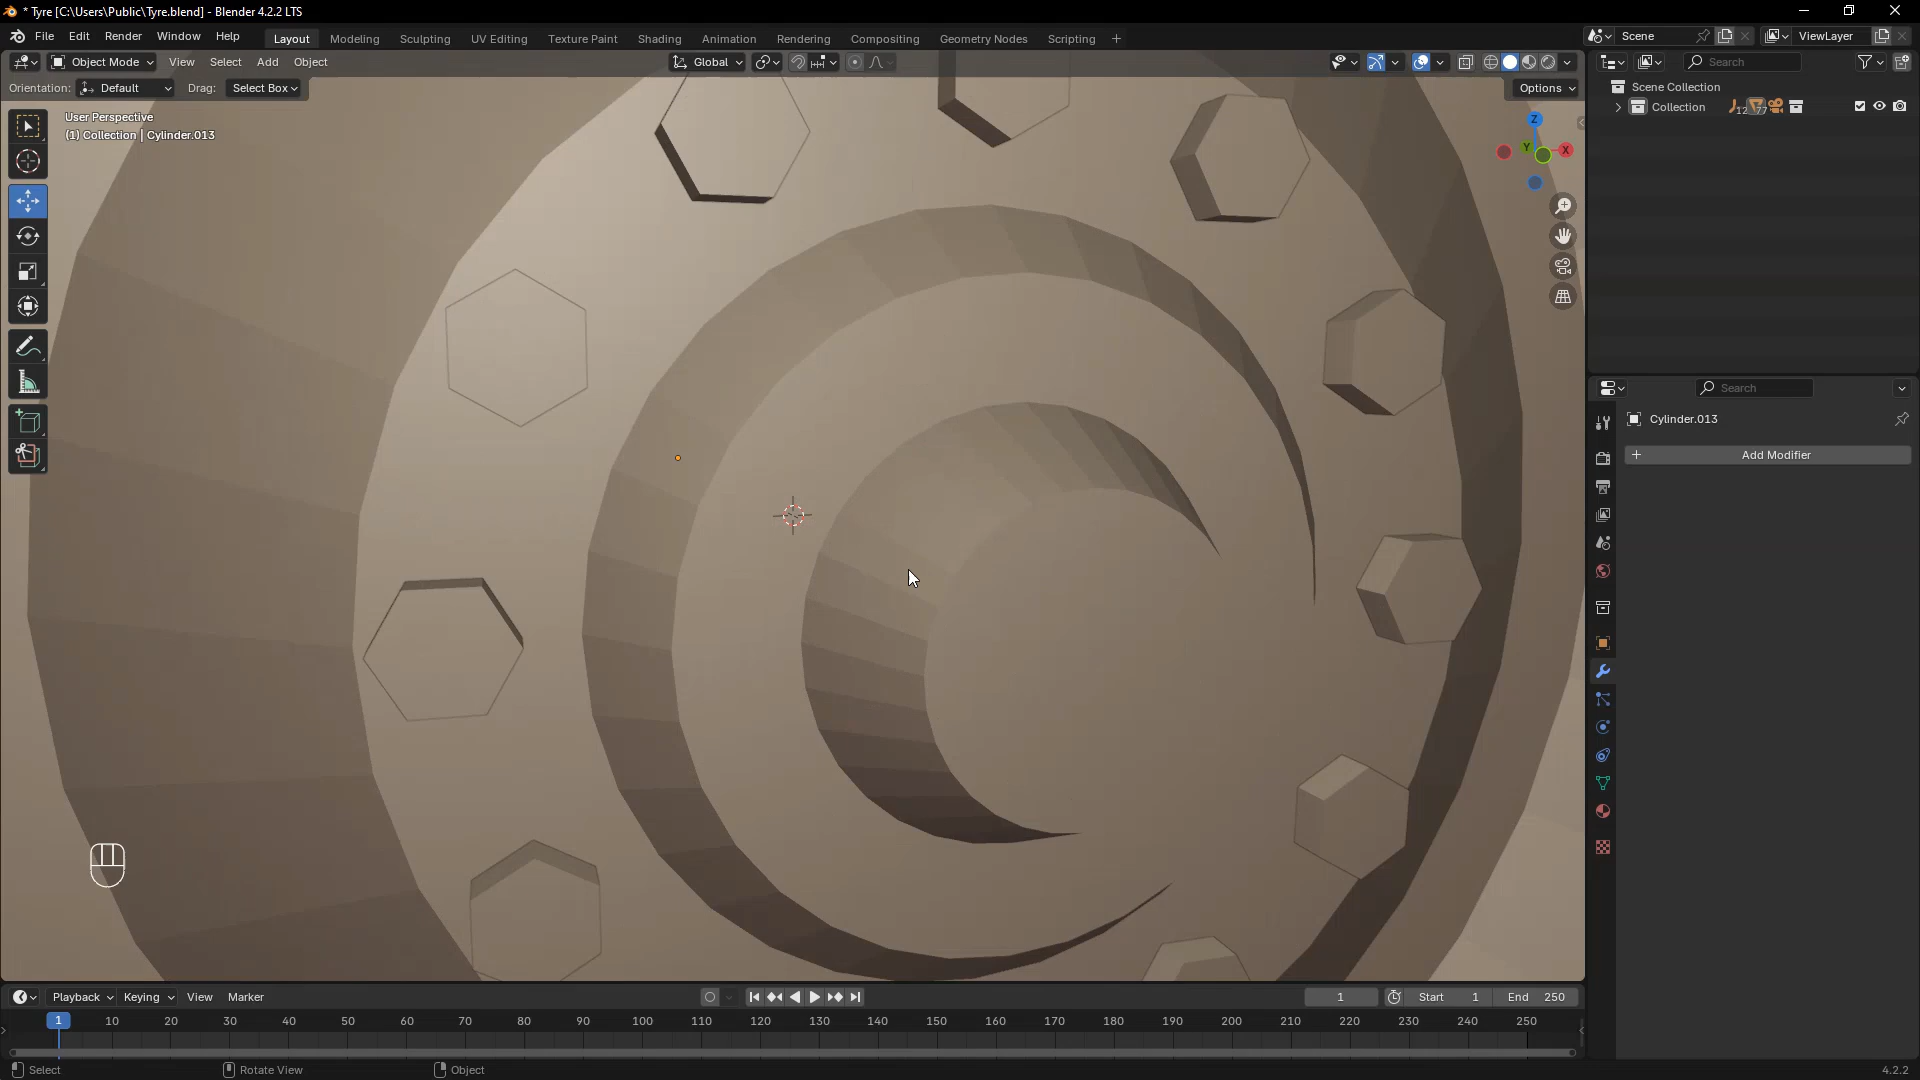 * Tyre [C:\Users\Public\Tyre.blend] - Blender 4.2.2 LTS
File Edit Render Window Help
Layout Modeling Sculpting UV Editing Texture Paint Shading Animation Rendering Compositing Geometry Nodes Scripting +
Scene ViewLayer
Object Mode View Select Add Object
Global
Search
Orientation: Default Drag: Select Box
Options
Scene Collection
Collection 12 77
User Perspective
(1) Collection | Cylinder.013
Z
Y X
Search
Cylinder.013
Add Modifier
Playback Keying View Marker
1 Start 1 End 250
1 10 20 30 40 50 60 70 80 90 100 110 120 130 140 150 160 170 180 190 200 210 220 230 240 250
Select Rotate View Object 4.2.2